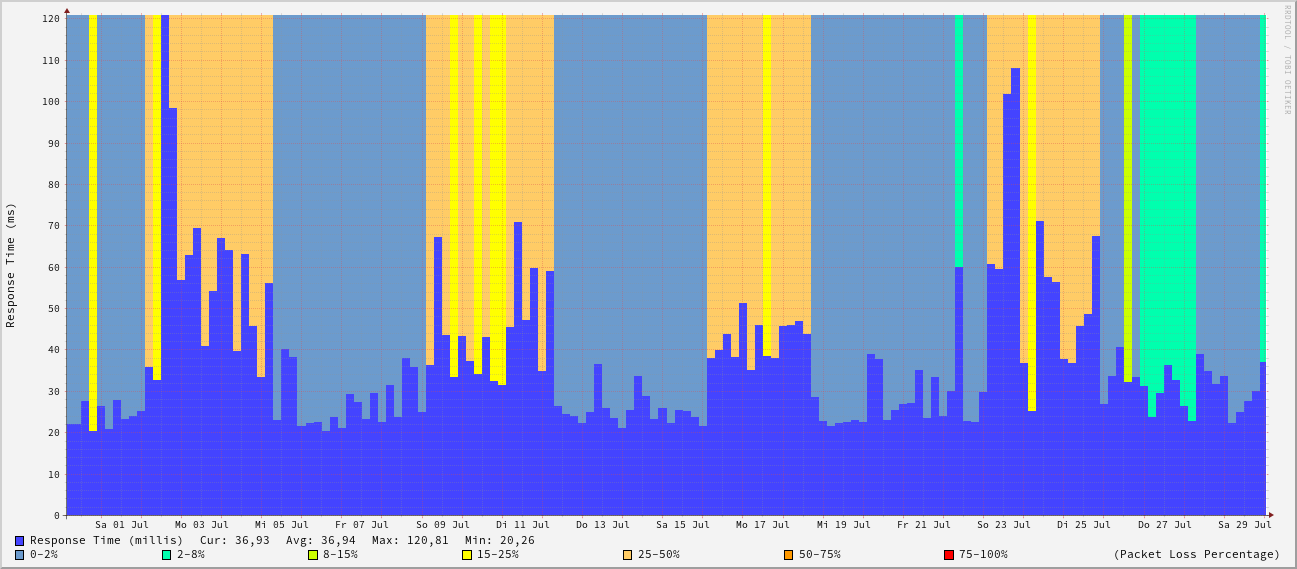 RRDTOOL / TOBI OETIKER
Response Time (ms)
120
110
100
90
80
70
60
50
40
30
20
10
0
Sa 01 Jul Mo 03 Jul Mi 05 Jul Fr 07 Jul So 09 Jul Di 11 Jul Do 13 Jul Sa 15 Jul Mo 17 Jul Mi 19 Jul Fr 21 Jul So 23 Jul Di 25 Jul Do 27 Jul Sa 29 Jul
Response Time (millis) Cur: 36,93 Avg: 36,94 Max: 120,81 Min: 20,26
0-2% 2-8% 8-15% 15-25% 25-50% 50-75% 75-100% (Packet Loss Percentage)